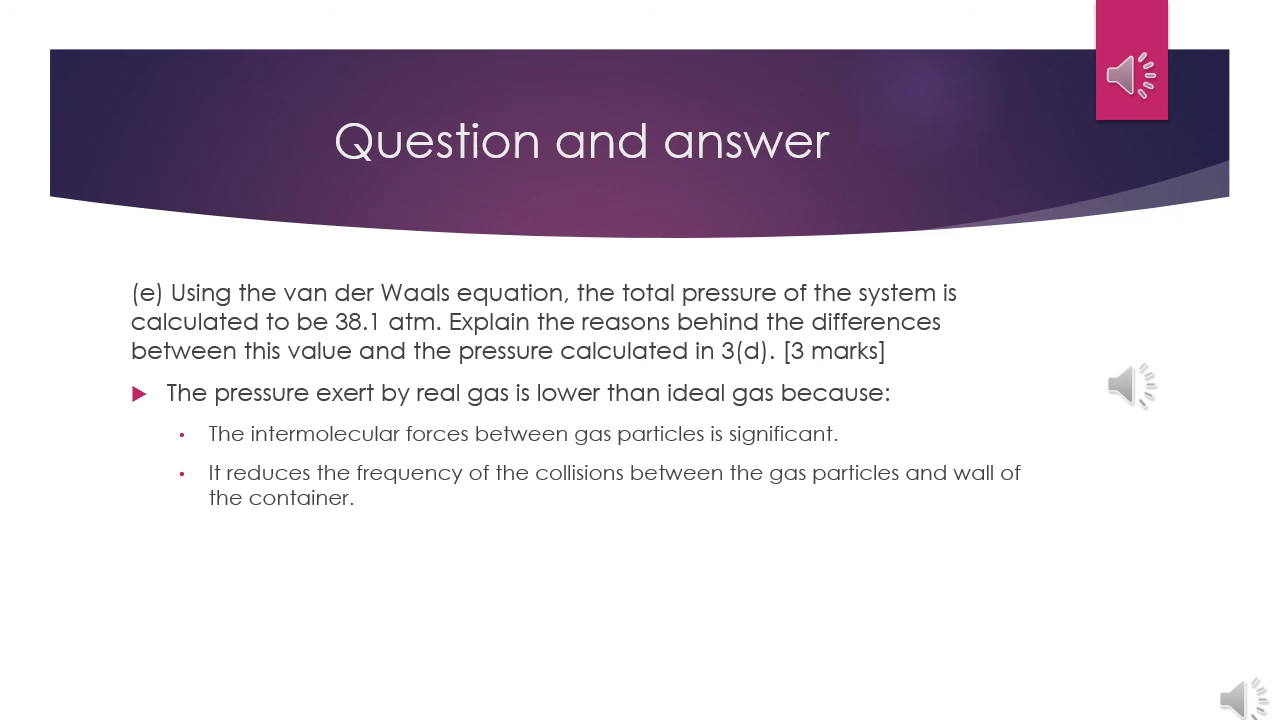 Question and answer
(e) Using the van der Waals equation, the total pressure of the system is
calculated to be 38.1 atm. Explain the reasons behind the differences
between this value and the pressure calculated in 3(d). [3 marks]
The pressure exert by real gas is lower than ideal gas because:
• The intermolecular forces between gas particles is significant.
• It reduces the frequency of the collisions between the gas particles and wall of
the container.